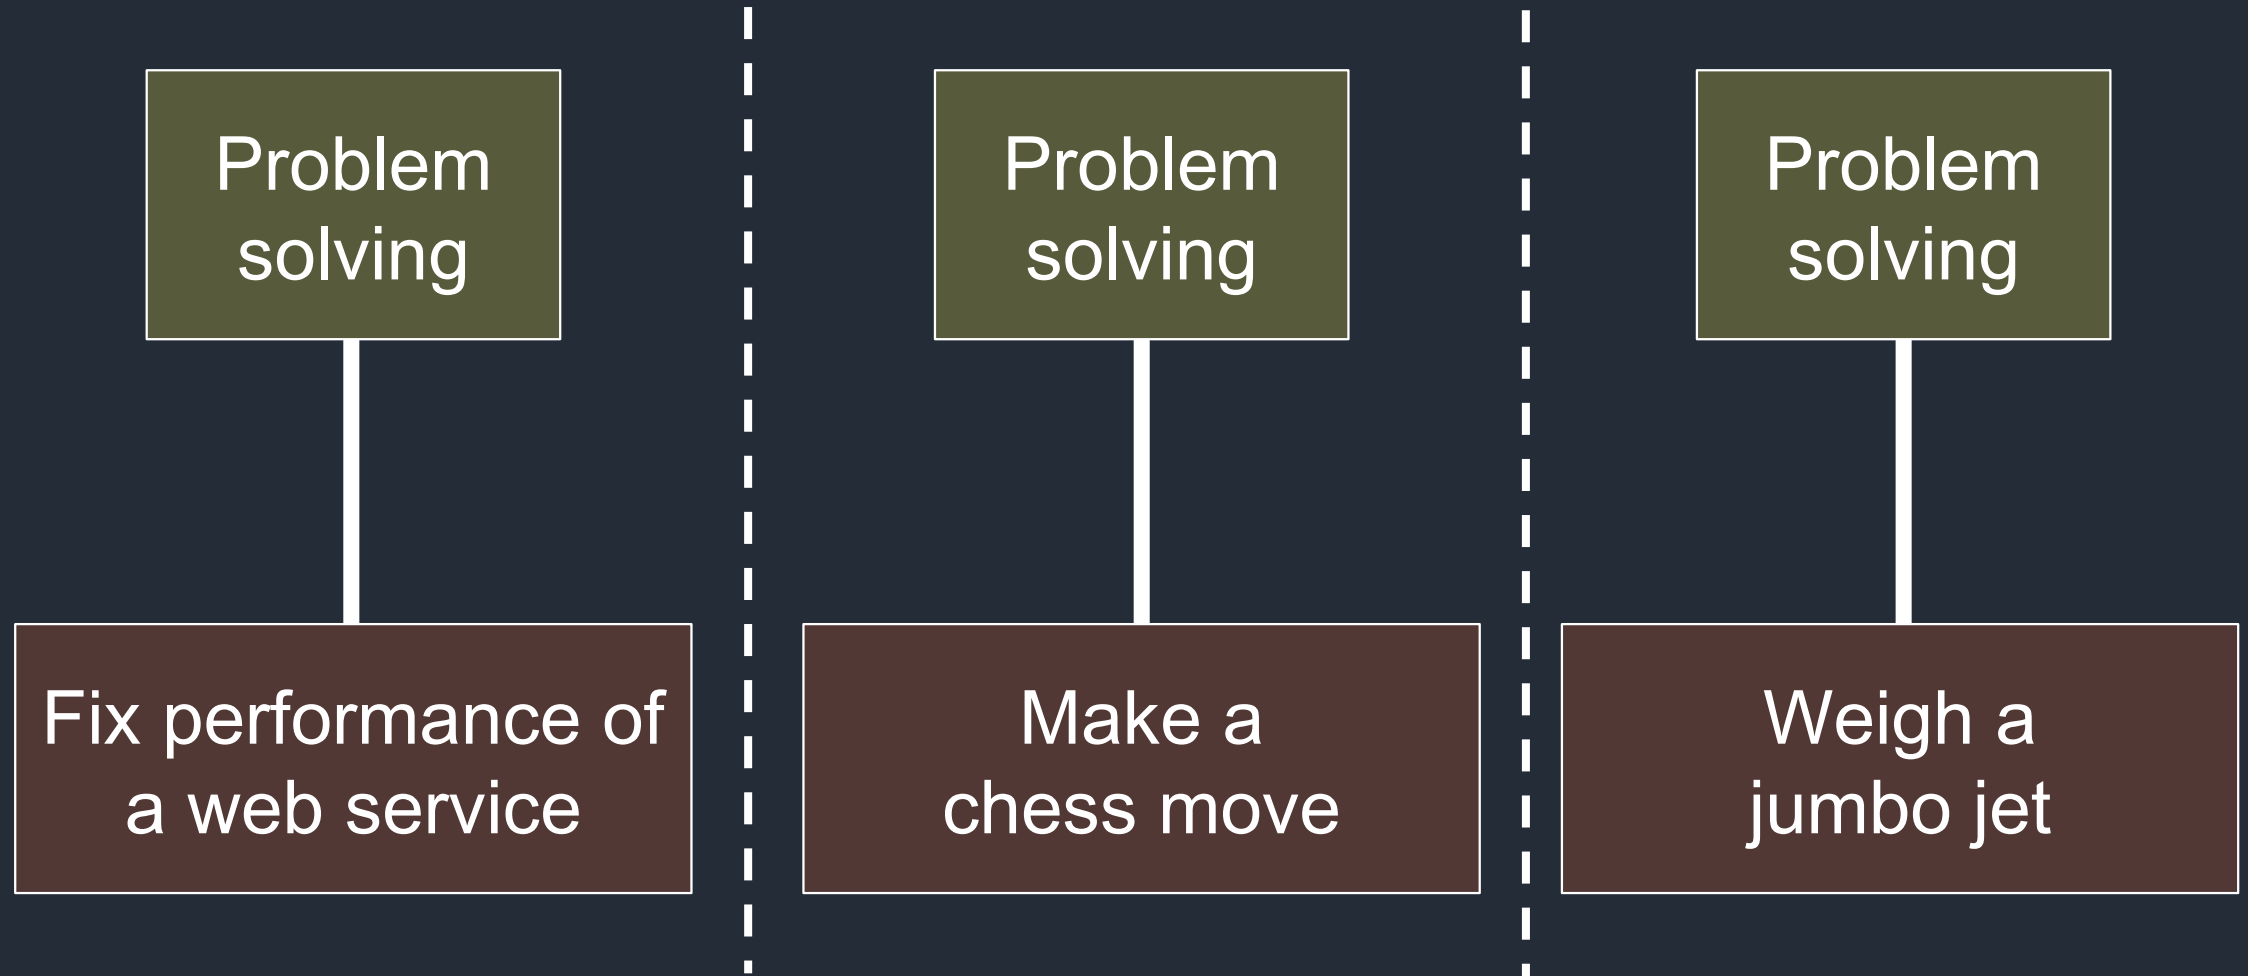 Problem
solving
Fix performance of
a web service
Problem
solving
Make a
chess move
Problem
solving
Weigh a
jumbo jet